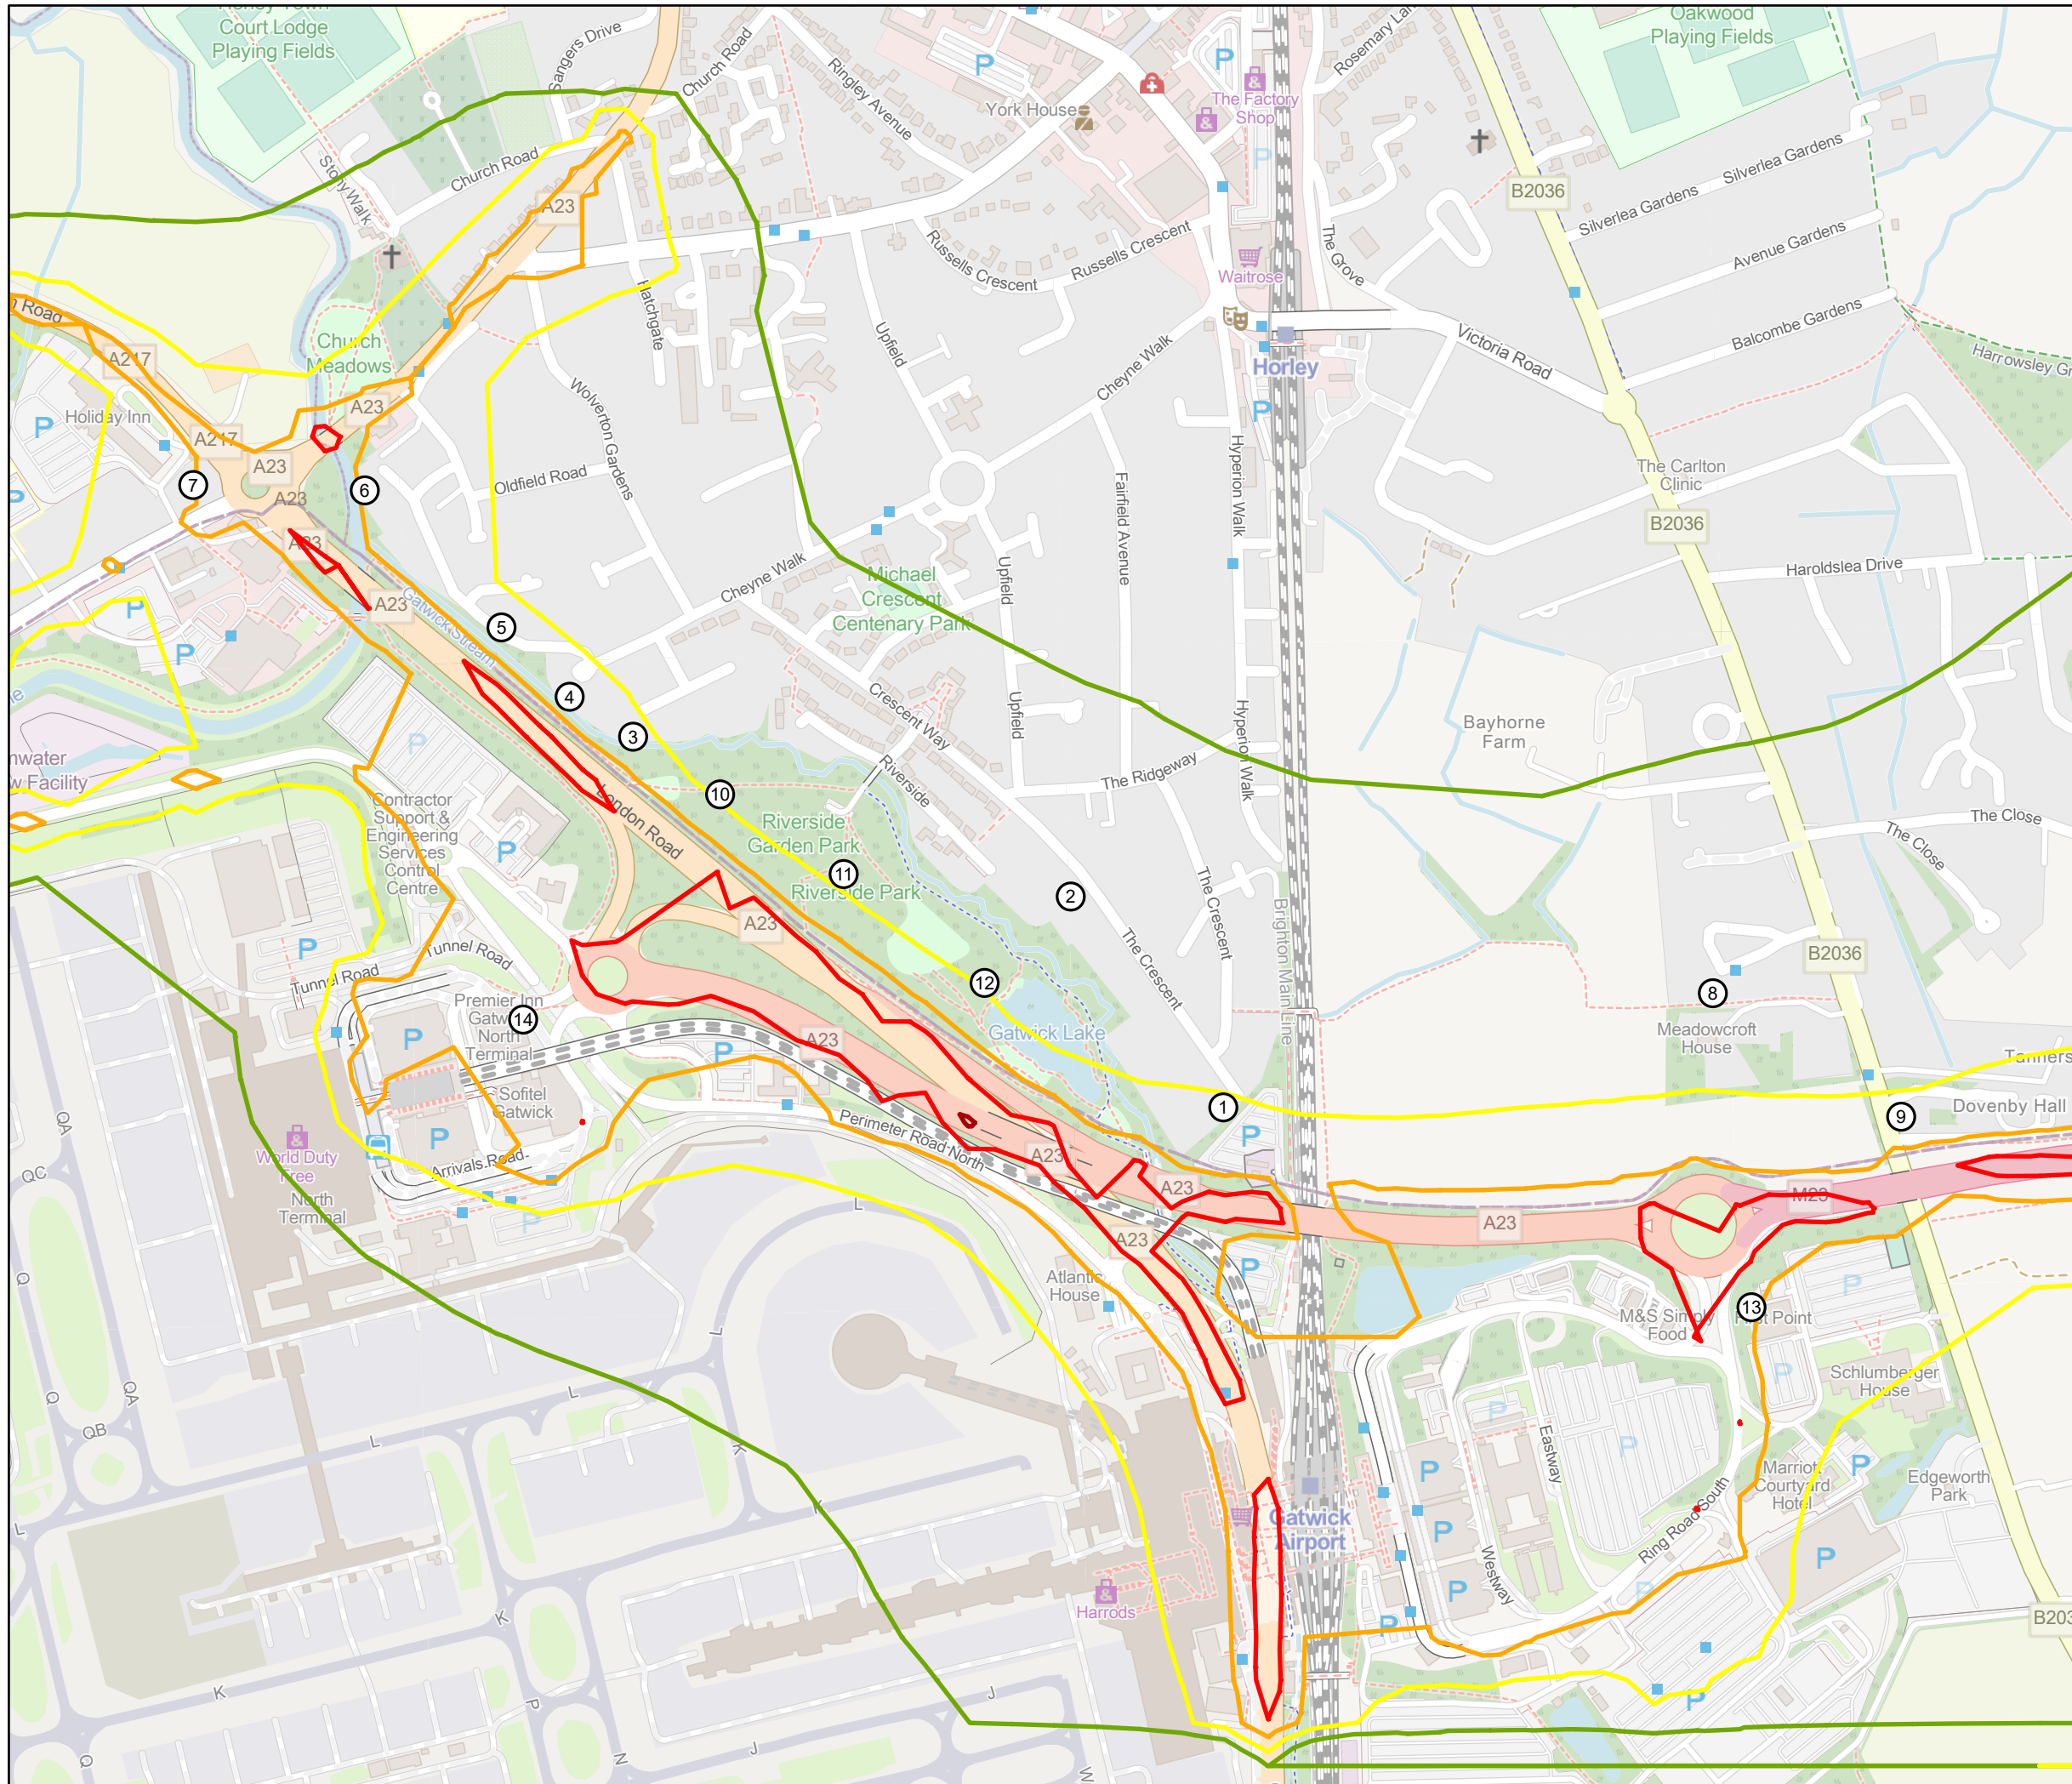 Court Lodge
Playing Fields
Sangers Drive
Church Road
Ringley Avenue
P
York House
P
The Factory
Shop
Rosemary Lane
Oakwood
Playing Fields
Stony Walk
Church Road
A23
P
B2036
Silverlea Gardens
Silverlea Gardens
Avenue Gardens
Balcombe Gardens
Russells Crescent
Russells Crescent
The Grove
Waitrose
Hatchgate
Upfield
Church
Meadows
Road
A217
Cheyne Walk
Horley
Victoria Road
Holiday Inn
P
A217
A23
Wolverton Gardens
P
Hyperion Walk
Harrowsley Gr
A23
A23
7
6
P
Oldfield Road
Fairfield Avenue
The Carlton
Clinic
B2036
A23
A23
P
P
Gatwick Stream
5
Cheyne Walk
Michael
Crescent
Centenary Park
Upfield
Haroldslea Drive
4
3
Crescent Way
Upfield
Hyperion Walk
Bayhorne
Farm
nwater
w Facility
P
Riverside
The Ridgeway
Contractor
Support &
Engineering
Services
Control
Centre
P
London Road
10
Riverside
Garden Park
The Close
The Close
11
Riverside Park
2
The Crescent
The Crescent
Brighton Main Line
A23
B2036
P
Tunnel Road
Tunnel Road
12
8
Premier Inn
Gatwick
North
Terminal
14
P
Gatwick Lake
Meadowcroft
House
Tanners
A23
P
Sofitel
Gatwick
P
Perimeter Road North
1
P
9
Dovenby Hall
World Duty
Free
Arrivals Road
North
Terminal
P
A23
A23
A23
A23
M23
QA
QC
Q
QA
QB
Q
L
L
L
L
L
K
K
K
K
Q
P
N
J
J
W
Atlantic
House
P
M&S Simply
Food
13
First Point
P
P
Schlumberger
House
P
P
P
Eastway
Westway
P
P
P
Marriott
Courtyard
Hotel
P
Edgeworth
Park
Gatwick
Airport
Ring Road South
P
P
P
Harrods
B203